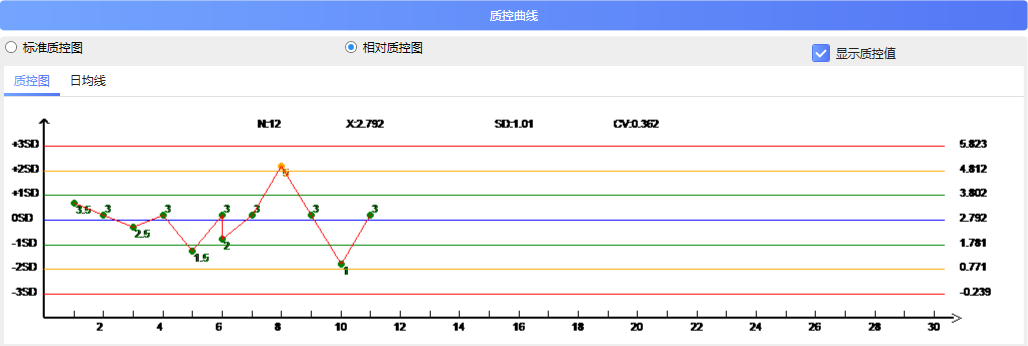 质控曲线
标准质控图 相对质控图 显示质控值
质控图 日均线
N:12 X:2.792 SD:1.01 CV:0.362
+3SD 5.823
+2SD 4.812
+1SD 3.802
0SD 2.792
-1SD 1.781
-2SD 0.771
-3SD -0.239
3.5 3 2.5 3 1.5 3 2 3 5 3 1 3
2 4 6 8 10 12 14 16 18 20 22 24 26 28 30